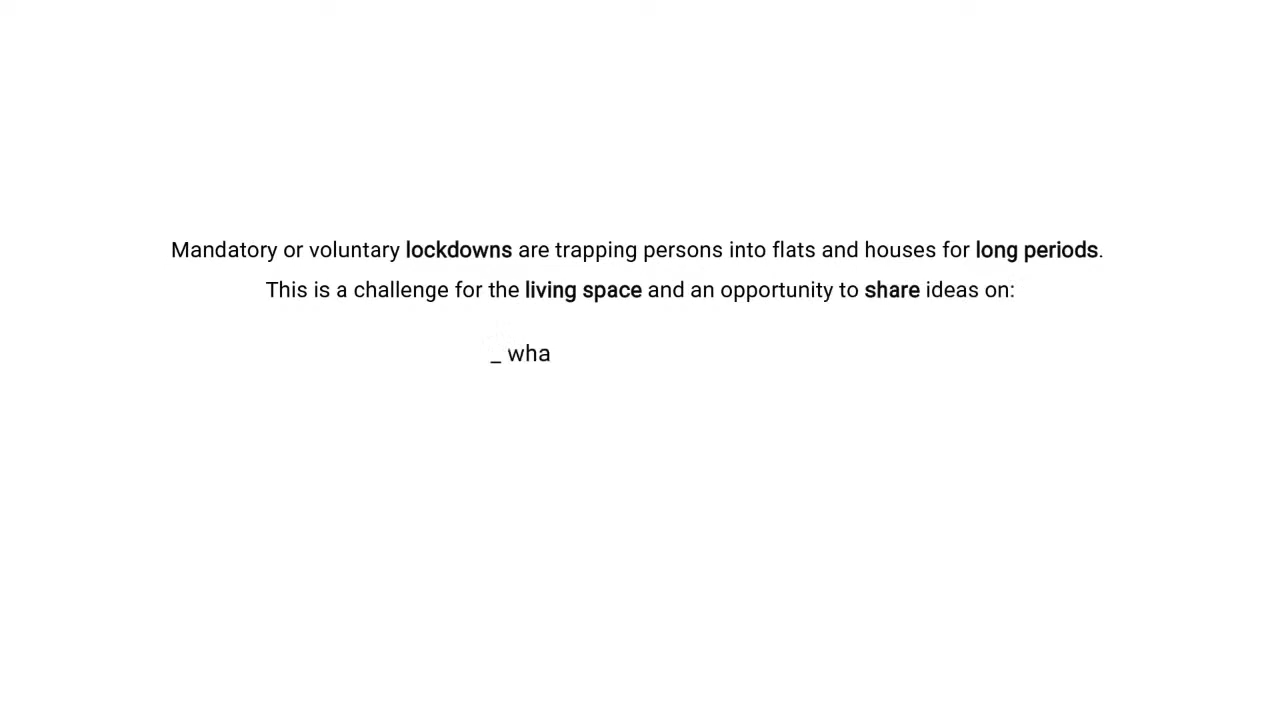 Mandatory or voluntary lockdowns are trapping persons into flats and houses for long periods.
This is a challenge for the living space and an opportunity to share ideas on:
_ wha